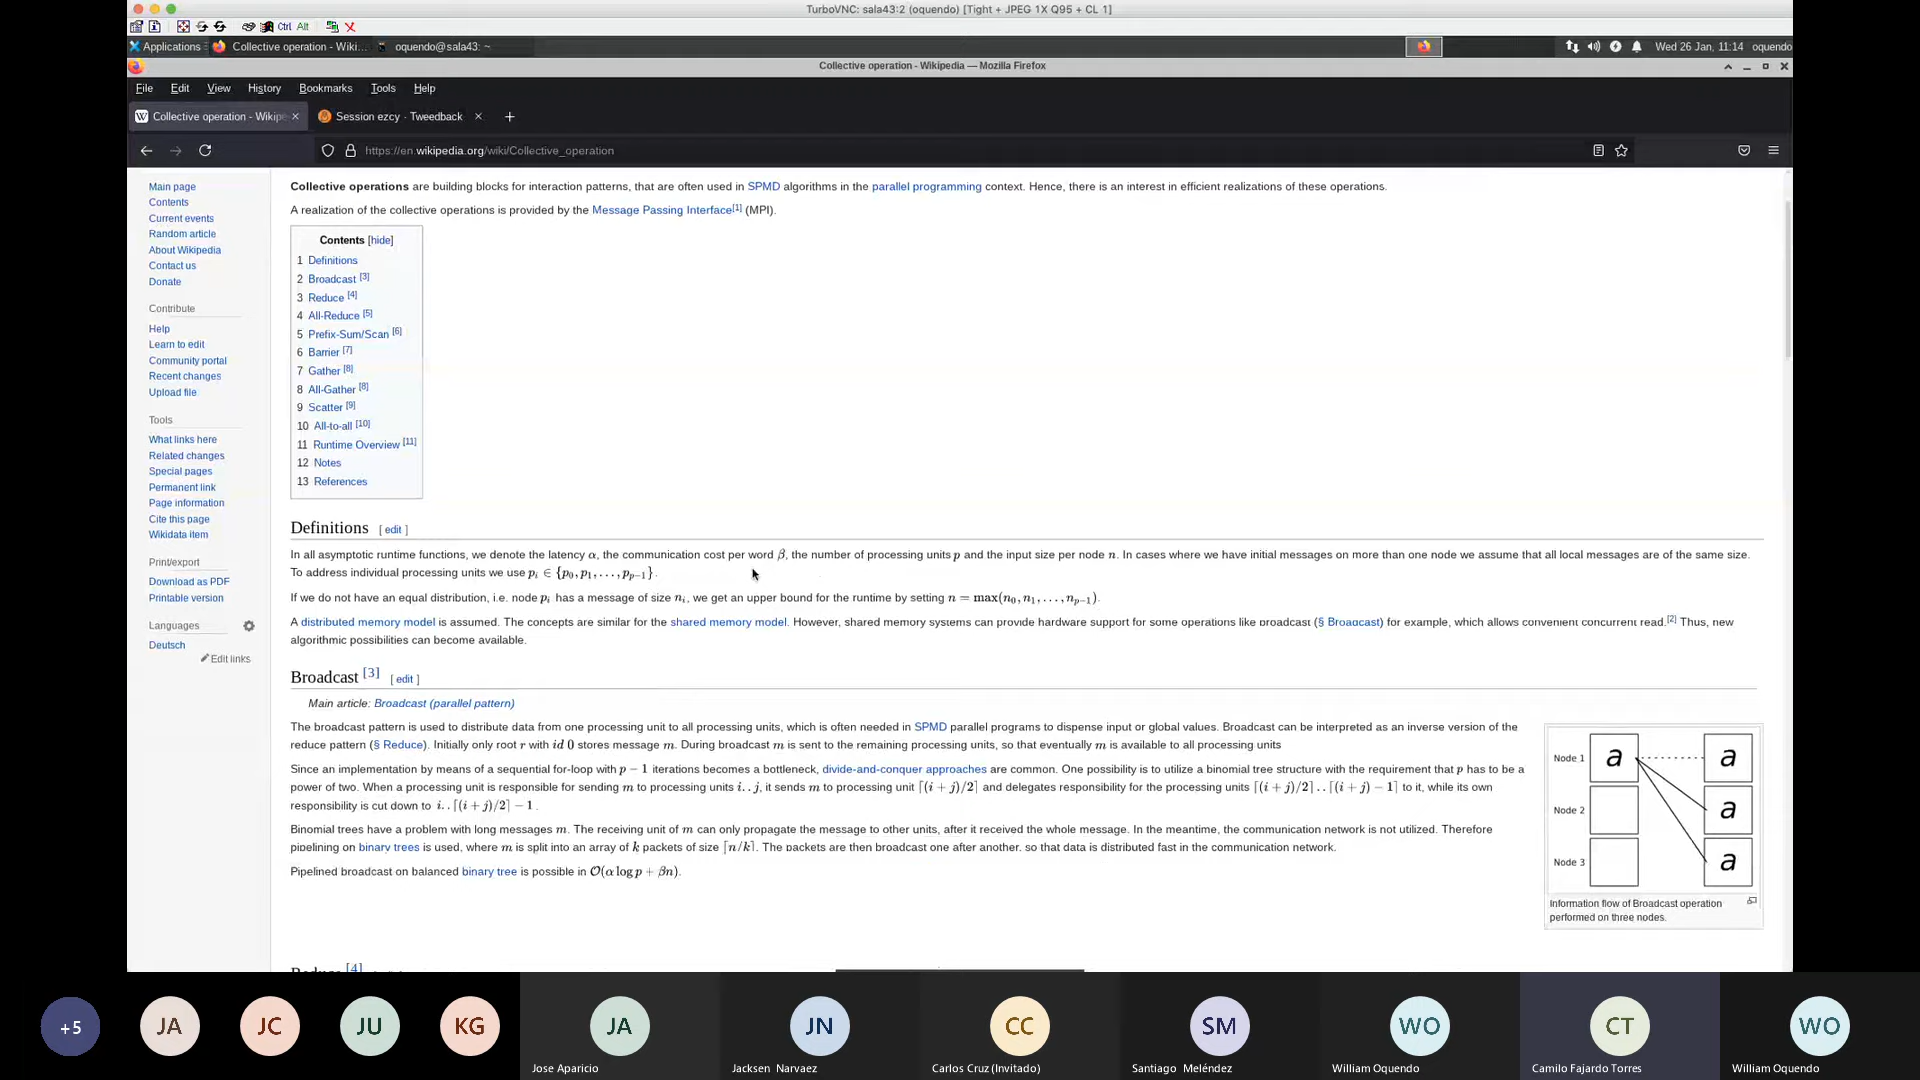 TurboVNC: sala43:2 (oquendo) [Tight + JPEG 1X Q95 + CL 1]
Ctrl Alt
Applications Collective operation - Wiki... oquendo@sala43: ~ Wed 26 Jan, 11:14 oquendo
Collective operation - Wikipedia — Mozilla Firefox
File Edit View History Bookmarks Tools Help
Collective operation - Wikipe Session ezcy · Tweedback
https://en.wikipedia.org/wiki/Collective_operation
Main page
Contents
Current events
Random article
About Wikipedia
Contact us
Donate
Contribute
Help
Learn to edit
Community portal
Recent changes
Upload file
Tools
What links here
Related changes
Special pages
Permanent link
Page information
Cite this page
Wikidata item
Print/export
Download as PDF
Printable version
Languages
Deutsch
Edit links
Collective operations are building blocks for interaction patterns, that are often used in SPMD algorithms in the parallel programming context. Hence, there is an interest in efficient realizations of these operations.
A realization of the collective operations is provided by the Message Passing Interface[1] (MPI).
Contents [hide]
1 Definitions
2 Broadcast [3]
3 Reduce [4]
4 All-Reduce [5]
5 Prefix-Sum/Scan [6]
6 Barrier [7]
7 Gather [8]
8 All-Gather [8]
9 Scatter [9]
10 All-to-all [10]
11 Runtime Overview [11]
12 Notes
13 References
Definitions [ edit ]
In all asymptotic runtime functions, we denote the latency α, the communication cost per word β, the number of processing units p and the input size per node n. In cases where we have initial messages on more than one node we assume that all local messages are of the same size.
To address individual processing units we use pi ∈ {p0, p1, . . . , pp−1}.
If we do not have an equal distribution, i.e. node pi has a message of size ni, we get an upper bound for the runtime by setting n = max(n0, n1, . . . , np−1).
A distributed memory model is assumed. The concepts are similar for the shared memory model. However, shared memory systems can provide hardware support for some operations like broadcast (§ Broadcast) for example, which allows convenient concurrent read.[2] Thus, new
algorithmic possibilities can become available.
Broadcast [3] [ edit ]
Main article: Broadcast (parallel pattern)
The broadcast pattern is used to distribute data from one processing unit to all processing units, which is often needed in SPMD parallel programs to dispense input or global values. Broadcast can be interpreted as an inverse version of the
reduce pattern (§ Reduce). Initially only root r with id 0 stores message m. During broadcast m is sent to the remaining processing units, so that eventually m is available to all processing units
Since an implementation by means of a sequential for-loop with p − 1 iterations becomes a bottleneck, divide-and-conquer approaches are common. One possibility is to utilize a binomial tree structure with the requirement that p has to be a
power of two. When a processing unit is responsible for sending m to processing units i. . j, it sends m to processing unit ⌈(i + j)/2⌉ and delegates responsibility for the processing units ⌈(i + j)/2⌉ . . ⌈(i + j) − 1⌉ to it, while its own
responsibility is cut down to i. . ⌈(i + j)/2⌉ − 1 .
Binomial trees have a problem with long messages m. The receiving unit of m can only propagate the message to other units, after it received the whole message. In the meantime, the communication network is not utilized. Therefore
pipelining on binary trees is used, where m is split into an array of k packets of size ⌈n/k⌉. The packets are then broadcast one after another, so that data is distributed fast in the communication network.
Pipelined broadcast on balanced binary tree is possible in O(α log p + βn).
Node 1 a a
Node 2 a
Node 3 a
Information flow of Broadcast operation
performed on three nodes.
[4]
+5 JA JC JU KG JA JN CC SM WO CT WO
Jose Aparicio Jacksen Narvaez Carlos Cruz (Invitado) Santiago Meléndez William Oquendo Camilo Fajardo Torres William Oquendo